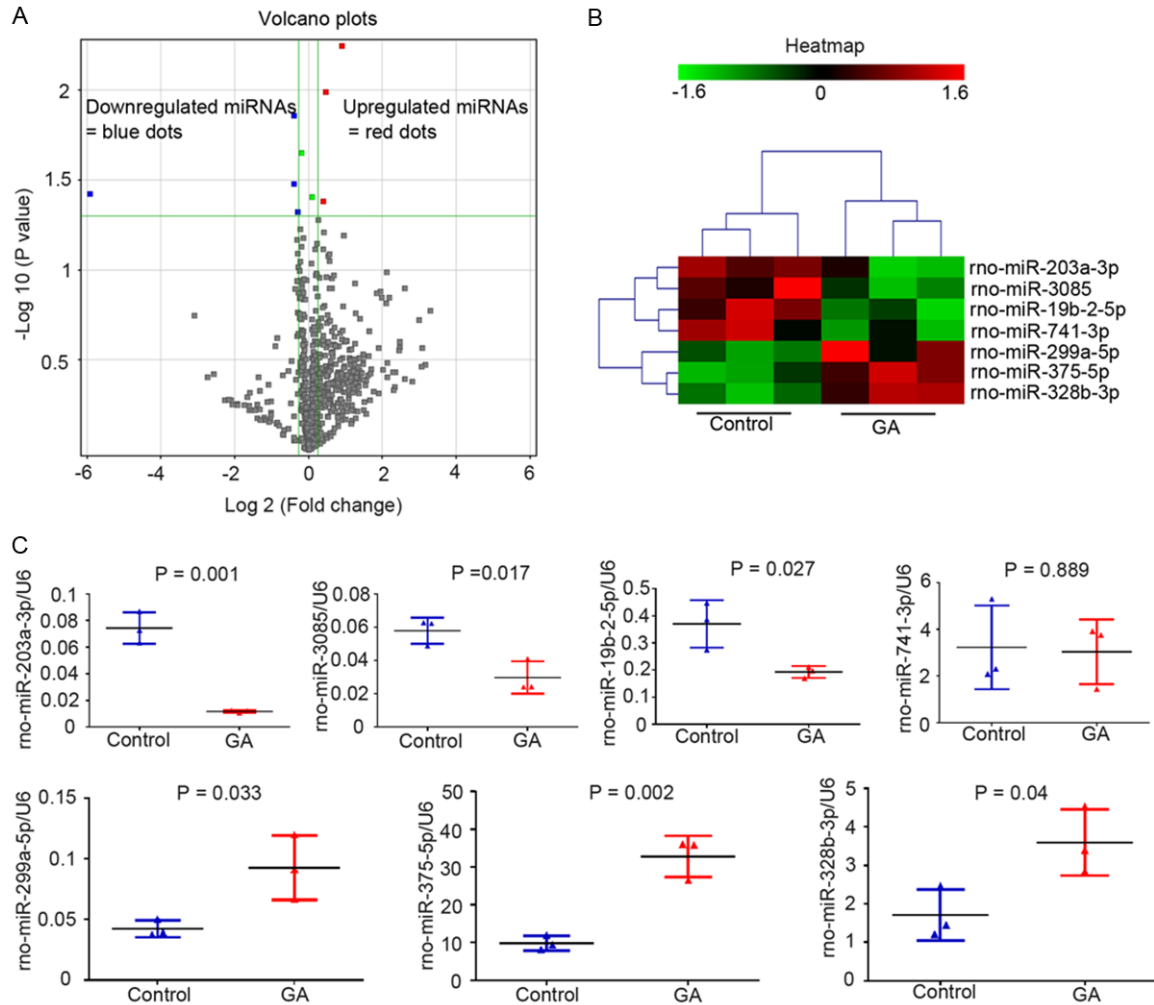 A
Volcano plots
Downregulated miRNAs
= blue dots
Upregulated miRNAs
= red dots
-Log 10 (P value)
2
1.5
1
0.5
-6
-4
-2
0
2
4
6
Log 2 (Fold change)
B
Heatmap
-1.6
0
1.6
rno-miR-203a-3p
rno-miR-3085
rno-miR-19b-2-5p
rno-miR-741-3p
rno-miR-299a-5p
rno-miR-375-5p
rno-miR-328b-3p
Control
GA
C
P = 0.001
rno-miR-203a-3p/U6
0.1
0.08
0.06
0.04
0.02
0
Control
GA
P =0.017
rno-miR-3085/U6
0.08
0.06
0.04
0.02
0
Control
GA
P = 0.027
rno-miR-19b-2-5p/U6
0.5
0.4
0.3
0.2
0.1
0
Control
GA
P = 0.889
rno-miR-741-3p/U6
6
4
2
0
Control
GA
P = 0.033
rno-miR-299a-5p/U6
0.15
0.1
0.05
0
Control
GA
P = 0.002
rno-miR-375-5p/U6
50
40
30
20
10
0
Control
GA
P = 0.04
rno-miR-328b-3p/U6
5
4
3
2
1
0
Control
GA